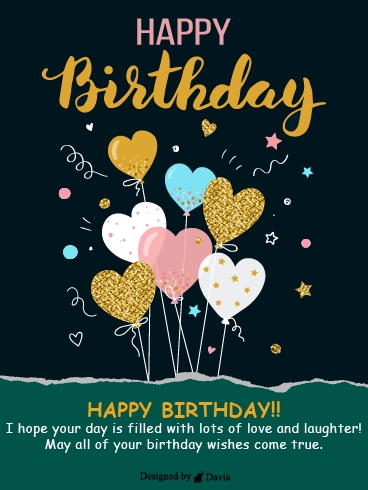 HAPPY
Birthday
HAPPY BIRTHDAY!!
I hope your day is filled with lots of love and laughter!
May all of your birthday wishes come true.
Designed by Davia